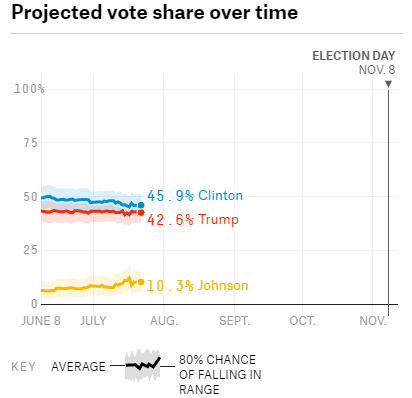 Projected vote share over time
ELECTION DAY
NOV. 8
100%
75
50
45.9% Clinton
42.6% Trump
25
10.3% Johnson
0
JUNE 8 JULY AUG. SEPT. OCT. NOV.
KEY AVERAGE 80% CHANCE
OF FALLING IN
RANGE